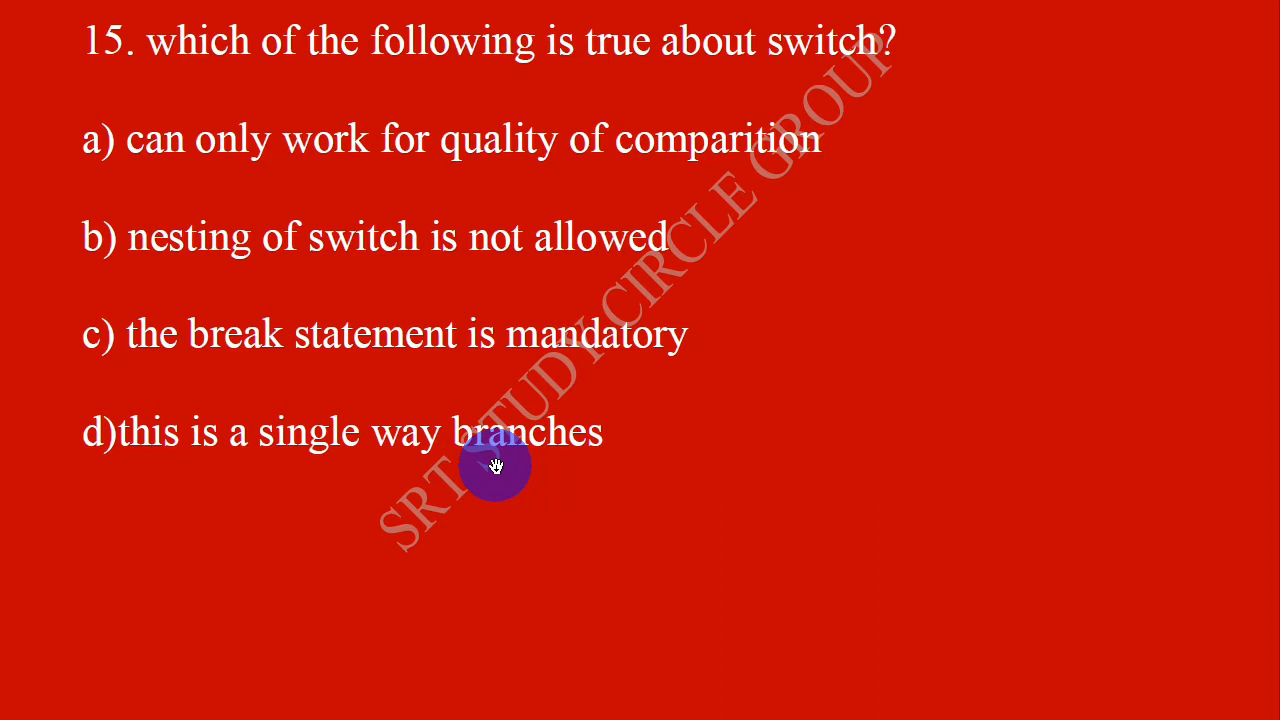 15. which of the following is true about switch?
a) can only work for quality of comparition
b) nesting of switch is not allowed
c) the break statement is mandatory
d)this is a single way branches
SRT STUDY CIRCLE GROUP